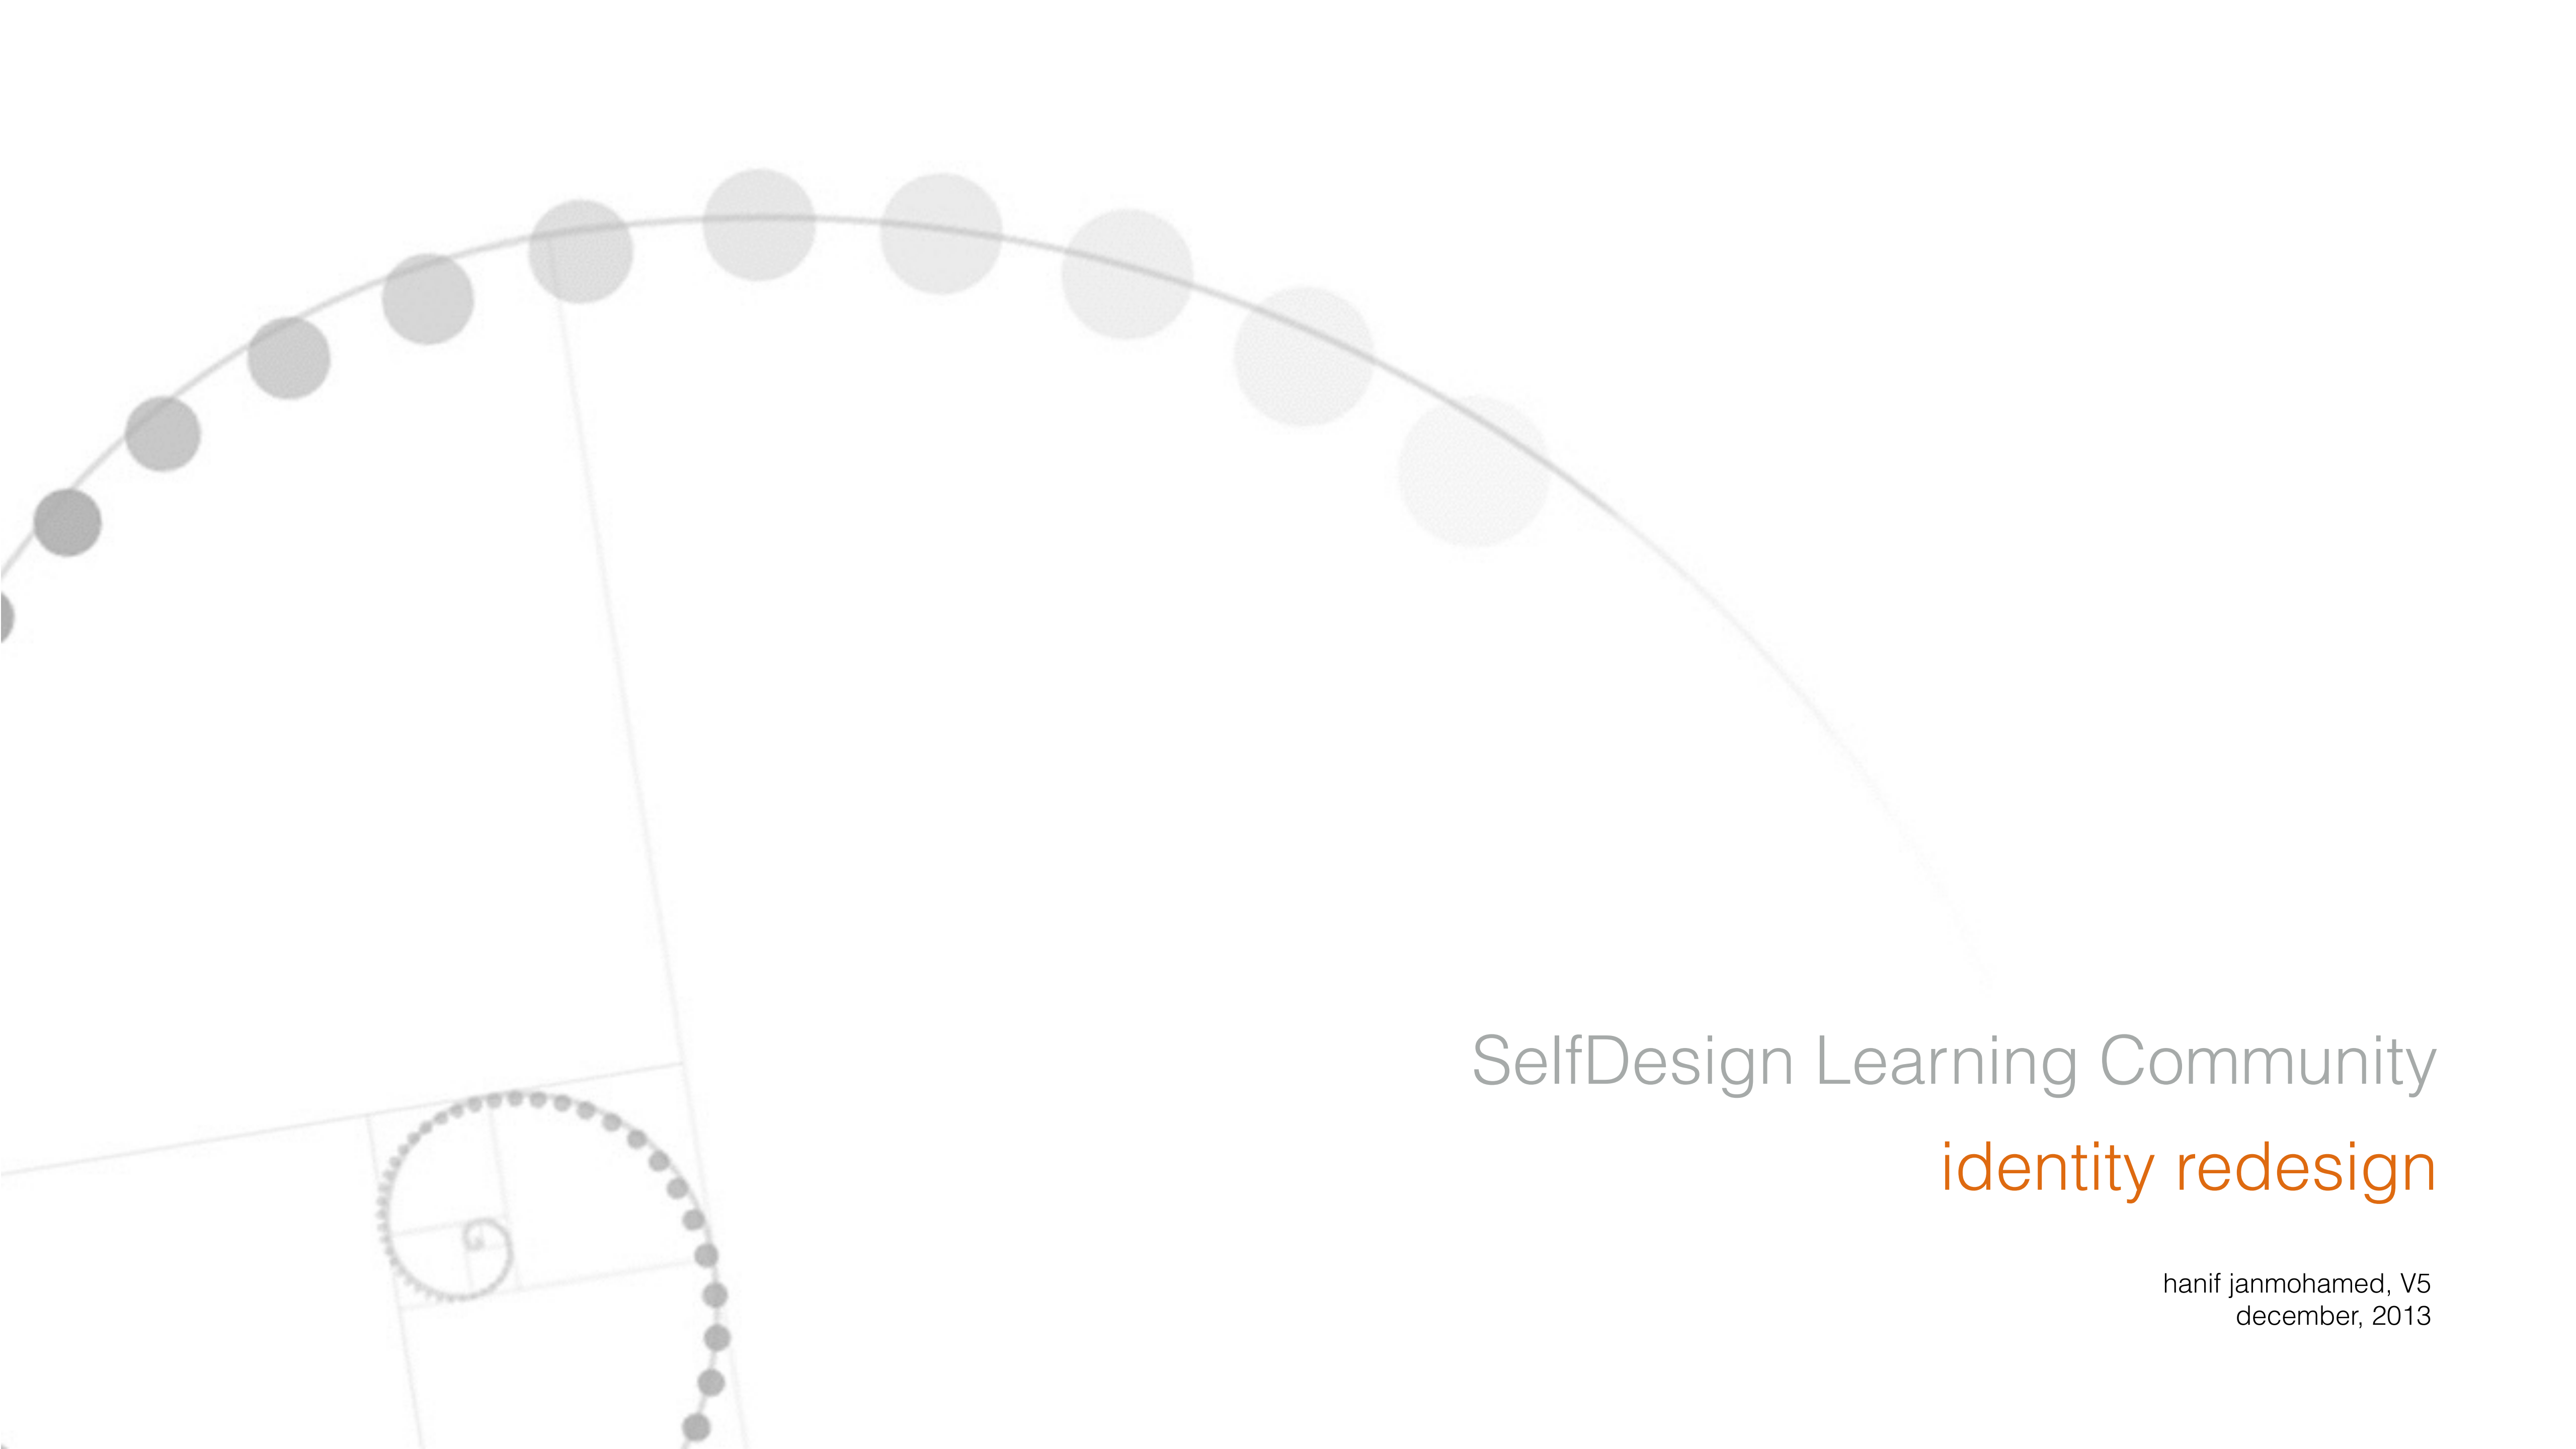 SelfDesign Learning Community
identity redesign
hanif janmohamed, V5
december, 2013